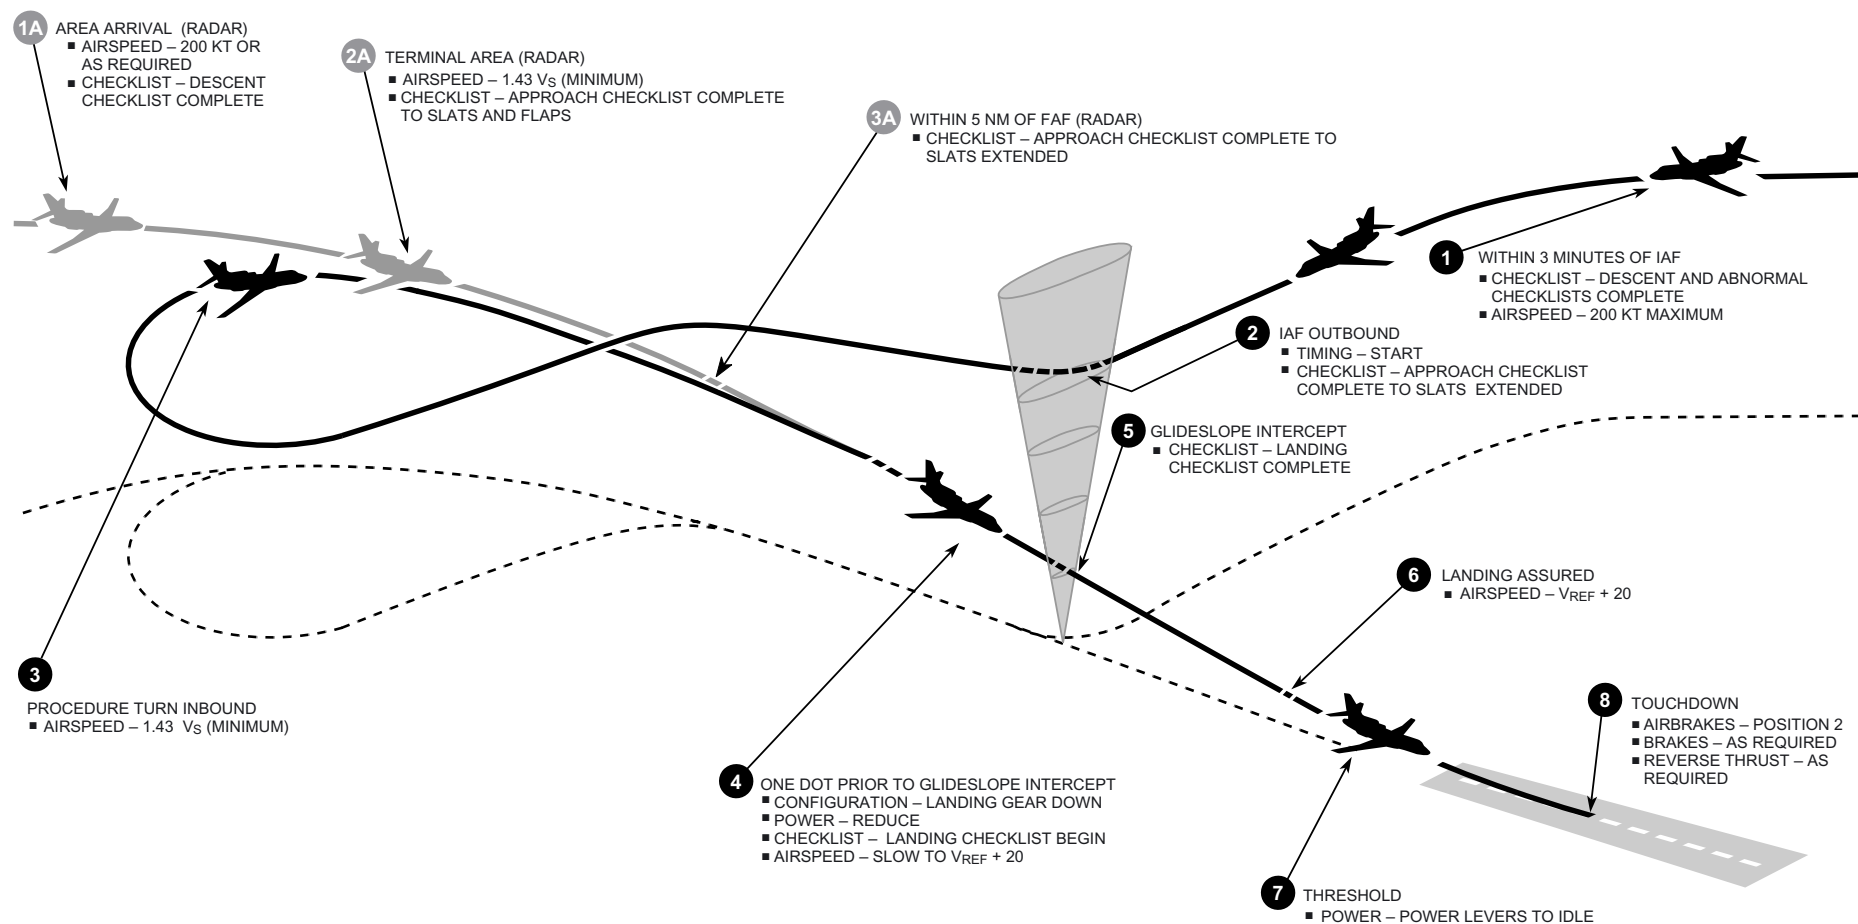 1A AREA ARRIVAL (RADAR)
■ AIRSPEED – 200 KT OR
AS REQUIRED
■ CHECKLIST – DESCENT
CHECKLIST COMPLETE
2A TERMINAL AREA (RADAR)
■ AIRSPEED – 1.43 VS (MINIMUM)
■ CHECKLIST – APPROACH CHECKLIST COMPLETE
TO SLATS AND FLAPS
3A WITHIN 5 NM OF FAF (RADAR)
■ CHECKLIST – APPROACH CHECKLIST COMPLETE TO
SLATS EXTENDED
1 WITHIN 3 MINUTES OF IAF
■ CHECKLIST – DESCENT AND ABNORMAL
CHECKLISTS COMPLETE
■ AIRSPEED – 200 KT MAXIMUM
2 IAF OUTBOUND
■ TIMING – START
■ CHECKLIST – APPROACH CHECKLIST
COMPLETE TO SLATS EXTENDED
5 GLIDESLOPE INTERCEPT
■ CHECKLIST – LANDING
CHECKLIST COMPLETE
6 LANDING ASSURED
■ AIRSPEED – VREF + 20
3
PROCEDURE TURN INBOUND
■ AIRSPEED – 1.43 VS (MINIMUM)
4 ONE DOT PRIOR TO GLIDESLOPE INTERCEPT
■ CONFIGURATION – LANDING GEAR DOWN
■ POWER – REDUCE
■ CHECKLIST – LANDING CHECKLIST BEGIN
■ AIRSPEED – SLOW TO VREF + 20
8 TOUCHDOWN
■ AIRBRAKES – POSITION 2
■ BRAKES – AS REQUIRED
■ REVERSE THRUST – AS
REQUIRED
7 THRESHOLD
■ POWER – POWER LEVERS TO IDLE